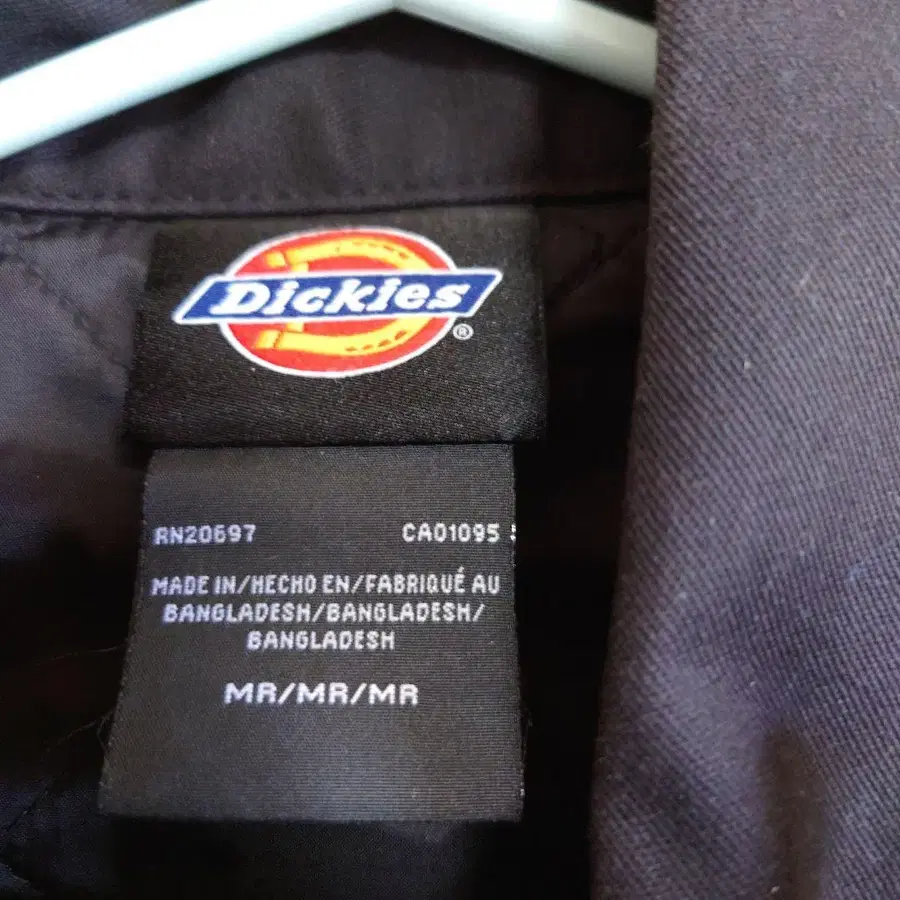 Dickies
®
RN20697 CA01095
MADE IN/HECHO EN/FABRIQUÉ AU
BANGLADESH/BANGLADESH/
BANGLADESH
MR/MR/MR